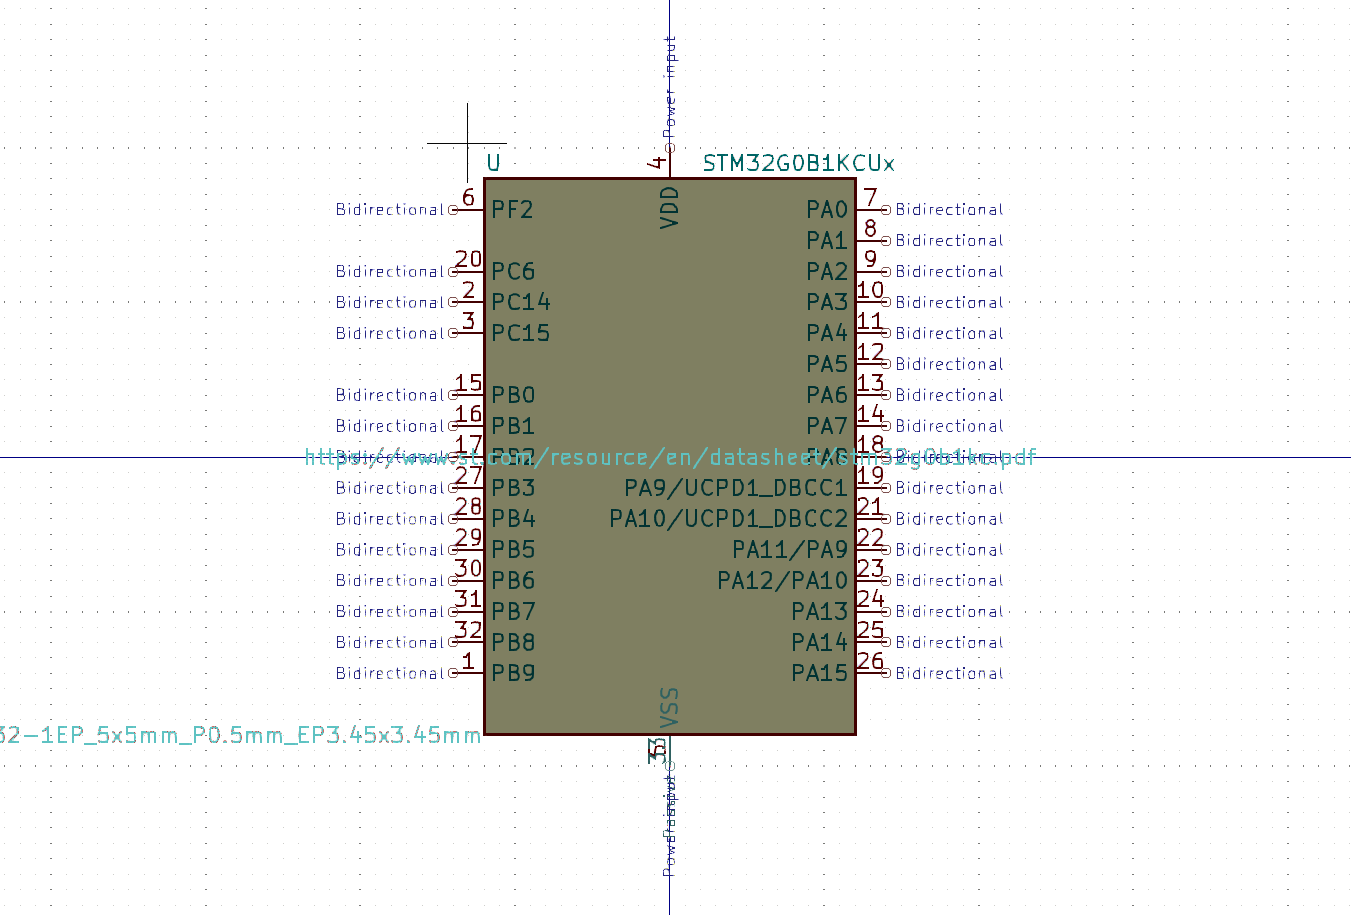 Power input
4
U STM32G0B1KCUx
VDD
Bidirectional 6 PF2 PA0 7 Bidirectional
PA1 8 Bidirectional
Bidirectional 20 PC6 PA2 9 Bidirectional
Bidirectional 2 PC14 PA3 10 Bidirectional
Bidirectional 3 PC15 PA4 11 Bidirectional
PA5 12 Bidirectional
Bidirectional 15 PB0 PA6 13 Bidirectional
Bidirectional 16 PB1 PA7 14 Bidirectional
Bidirectional 17 PB2 PA8 18 Bidirectional
https://www.st.com/resource/en/datasheet/stm32g0b1kc.pdf
Bidirectional 27 PB3 PA9/UCPD1_DBCC1 19 Bidirectional
Bidirectional 28 PB4 PA10/UCPD1_DBCC2 21 Bidirectional
Bidirectional 29 PB5 PA11/PA9 22 Bidirectional
Bidirectional 30 PB6 PA12/PA10 23 Bidirectional
Bidirectional 31 PB7 PA13 24 Bidirectional
Bidirectional 32 PB8 PA14 25 Bidirectional
Bidirectional 1 PB9 PA15 26 Bidirectional
VSS
32-1EP_5x5mm_P0.5mm_EP3.45x3.45mm
5
Power input